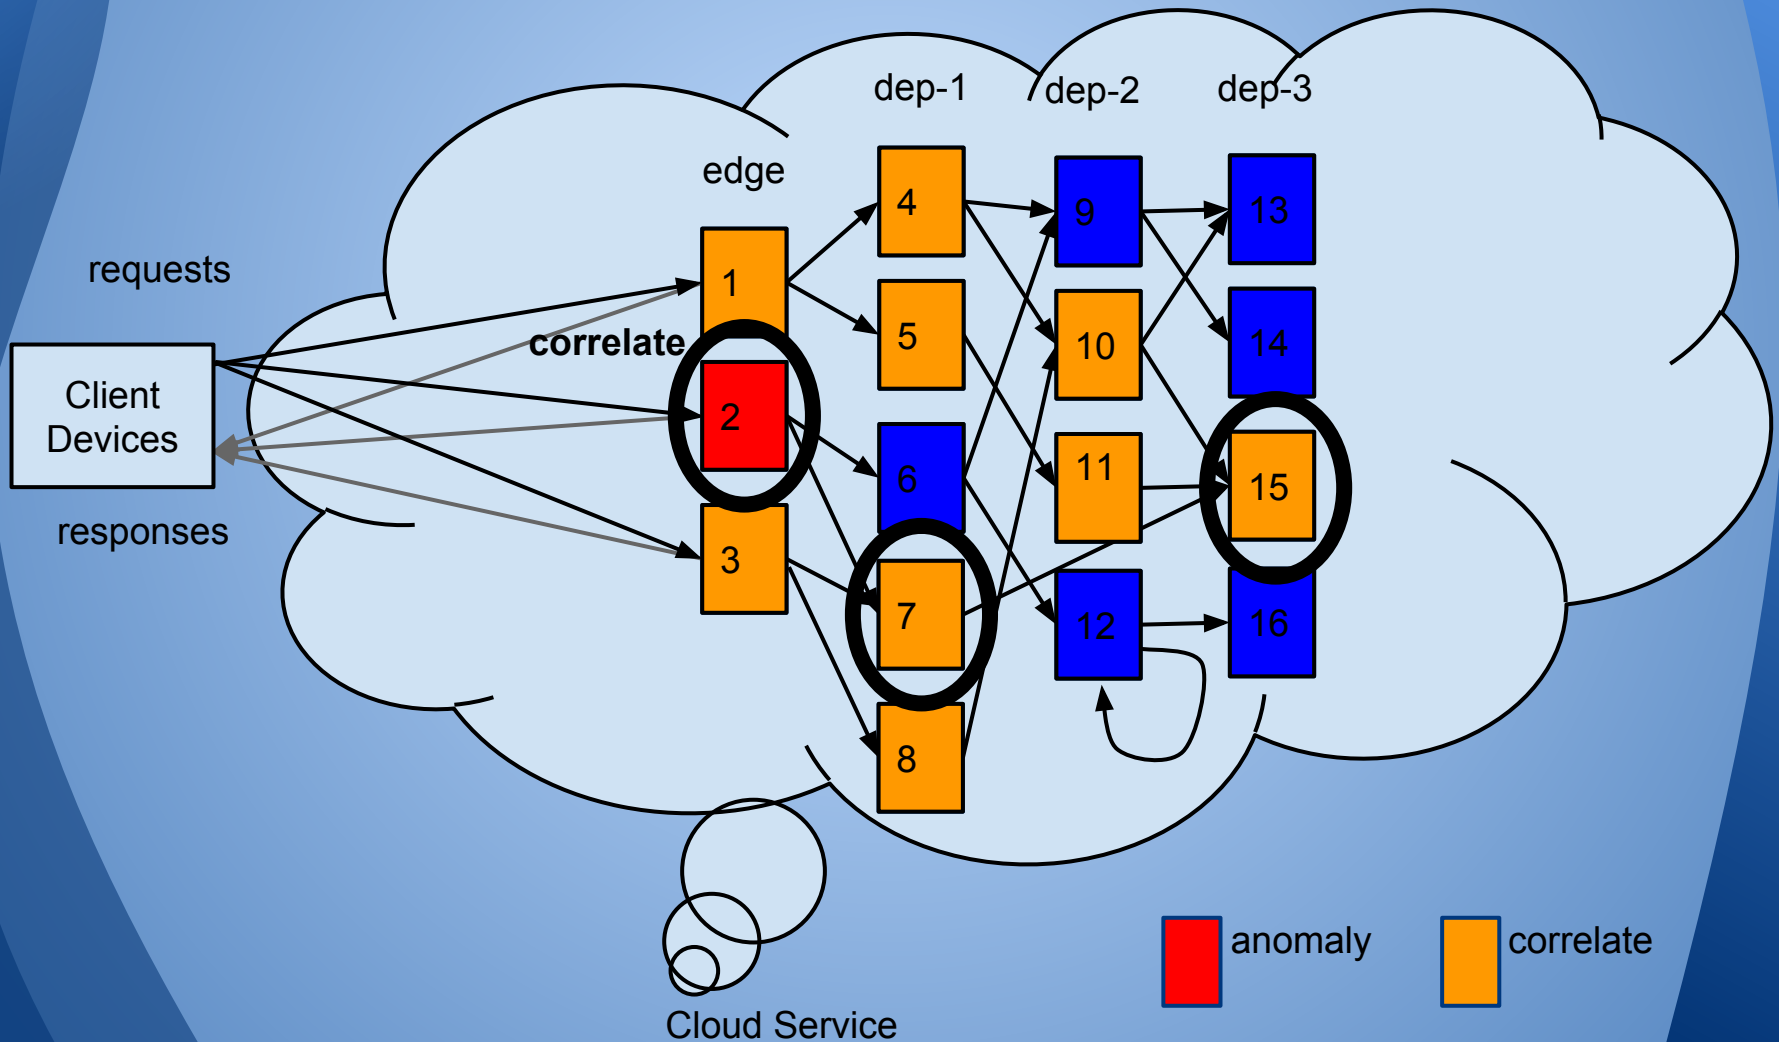 dep-1
dep-2
dep-3
edge
requests
correlate
Client
Devices
responses
1
2
3
4
5
6
7
8
9
10
11
12
13
14
15
16
anomaly
correlate
Cloud Service